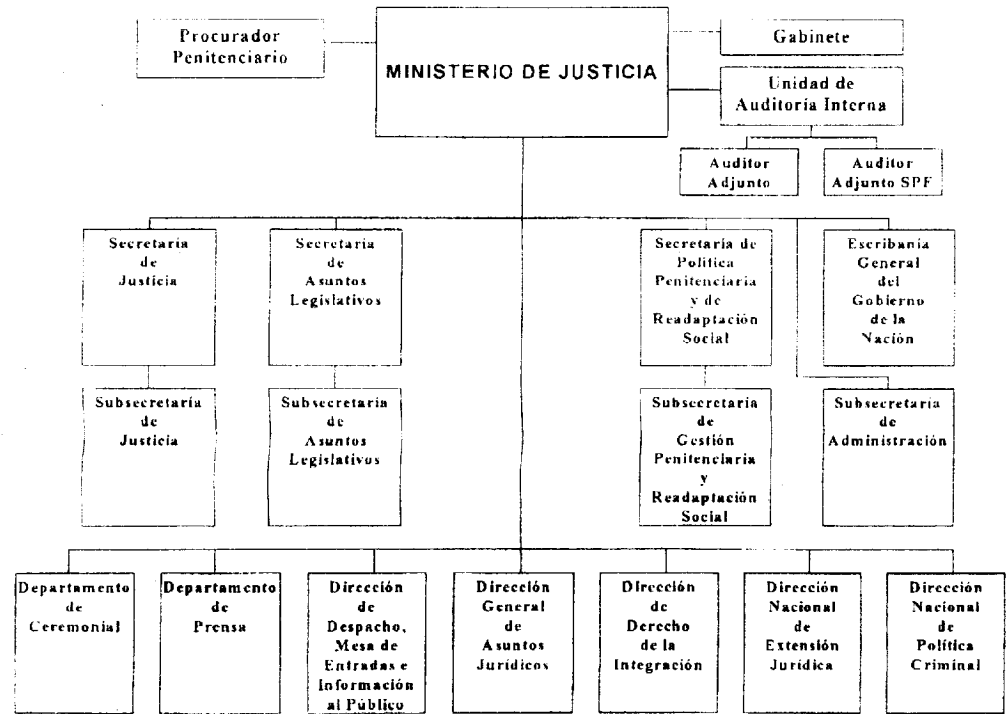 Procurador
Penitenciario
MINISTERIO DE JUSTICIA
Gabinete
Unidad de
Auditoría Interna
Auditor
Adjunto
Auditor
Adjunto SPF
Secretaría
de
Justicia
Secretaría
de
Asuntos
Legislativos
Secretaría de
Política
Penitenciaria
y de
Readaptación
Social
Escribanía
General
del
Gobierno
de la
Nación
Subsecretaría
de
Justicia
Subsecretaría
de
Asuntos
Legislativos
Subsecretaría
de
Gestión
Penitenciaria
y
Readaptación
Social
Subsecretaría
de
Administración
Departamento
de
Ceremonial
Departamento
de
Prensa
Dirección
de
Despacho,
Mesa de
Entradas e
Información
al Público
Dirección
General
de
Asuntos
Jurídicos
Dirección
de
Derecho
de la
Integración
Dirección
Nacional
de
Extensión
Jurídica
Dirección
Nacional
de
Política
Criminal